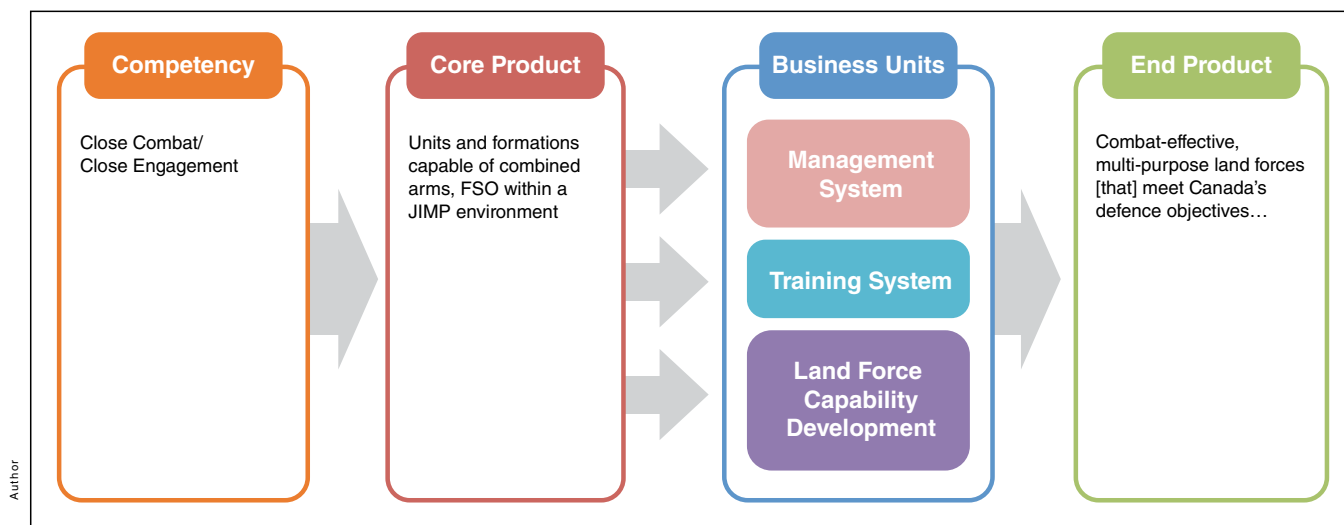 Competency
Close Combat/
Close Engagement
Core Product
Units and formations
capable of combined
arms, FSO within a
JIMP environment
Business Units
Management
System
Training System
Land Force
Capability
Development
End Product
Combat-effective,
multi-purpose land forces
[that] meet Canada’s
defence objectives…
Author